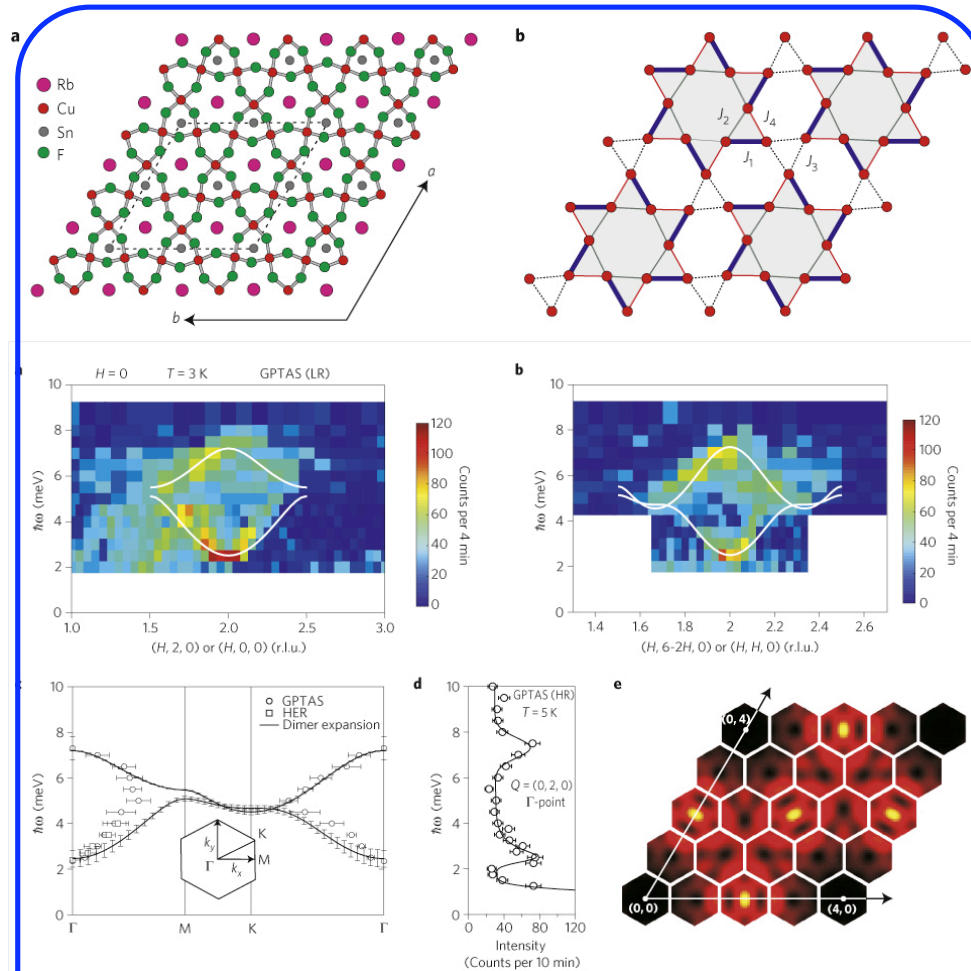 a
Rb
Cu
Sn
F
a
b
b
J2
J4
J1
J3
H = 0 T = 3 K GPTAS (LR)
10
8
6
4
2
0
ħω (meV)
1.0 1.5 2.0 2.5 3.0
(H, 2, 0) or (H, 0, 0) (r.l.u.)
120
100
80
60
40
20
0
Counts per 4 min
b
10
8
6
4
2
0
ħω (meV)
1.4 1.6 1.8 2.0 2.2 2.4 2.6
(H, 6-2H, 0) or (H, H, 0) (r.l.u.)
120
100
80
60
40
20
0
Counts per 4 min
10
8
6
4
2
0
ħω (meV)
GPTAS
HER
Dimer expansion
ky
K
Γ
M
kx
Γ M K Γ
d
10
8
6
4
2
0
ħω (meV)
GPTAS (HR)
T = 5 K
Q = (0, 2, 0)
Γ-point
0 40 80 120
Intensity
(Counts per 10 min)
e
(0, 4)
(0, 0)
(4, 0)